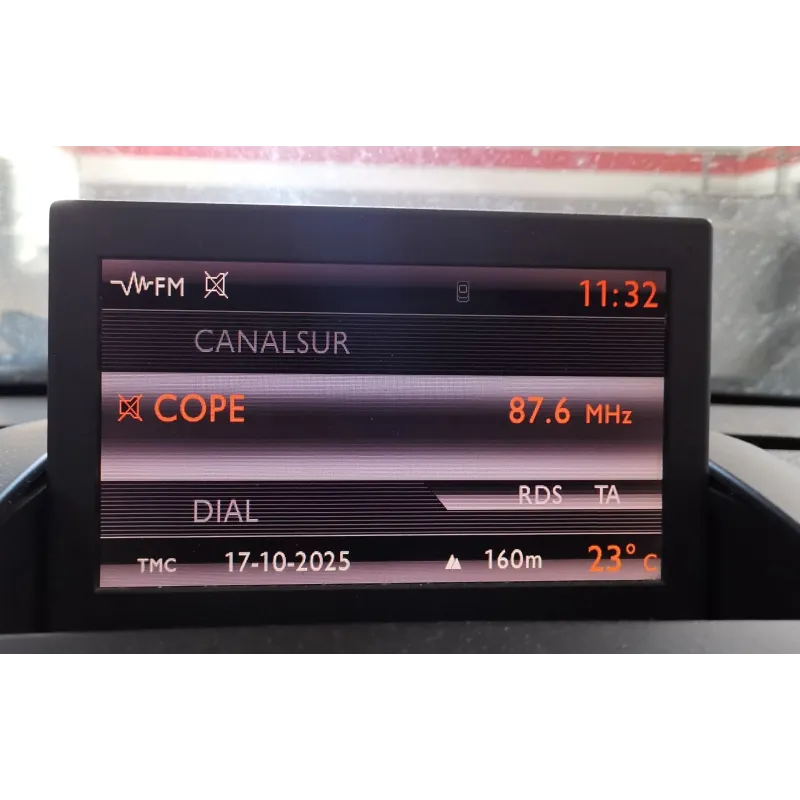 FM 11:32
CANALSUR
COPE 87.6 MHz
RDS TA
DIAL
TMC 17-10-2025 160m 23° C